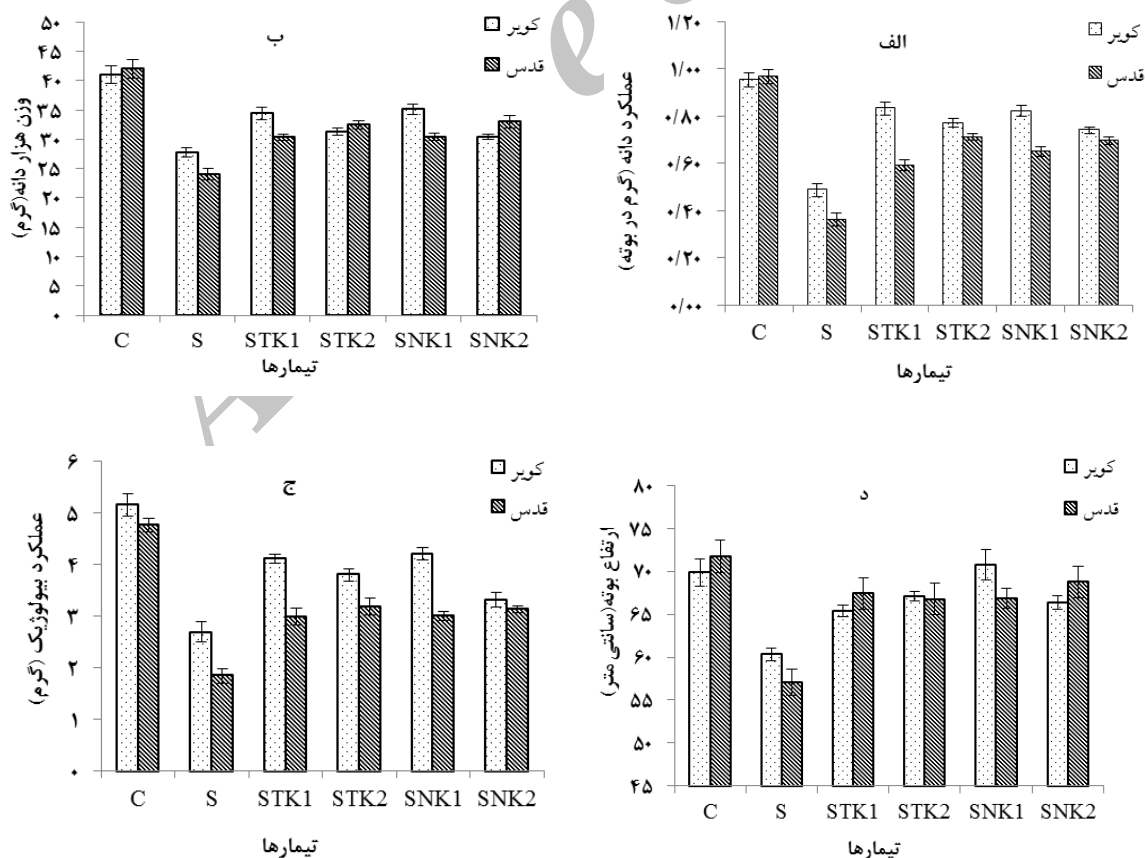 الف
کویر
قدس
۱/۲۰
۱/۰۰
۰/۸۰
۰/۶۰
۰/۴۰
۰/۲۰
۰/۰۰
عملکرد دانه (گرم در بوته)
C S STK1 STK2 SNK1 SNK2
تیمارها
ب
کویر
قدس
۵۰
۴۵
۴۰
۳۵
۳۰
۲۵
۲۰
۱۵
۱۰
۵
۰
وزن هزار دانه(گرم)
C S STK1 STK2 SNK1 SNK2
تیمارها
د
کویر
قدس
۸۰
۷۵
۷۰
۶۵
۶۰
۵۵
۵۰
۴۵
ارتفاع بوته(سانتی متر)
C S STK1 STK2 SNK1 SNK2
تیمارها
ج
کویر
قدس
۶
۵
۴
۳
۲
۱
۰
عملکرد بیولوژیک (گرم)
C S STK1 STK2 SNK1 SNK2
تیمارها